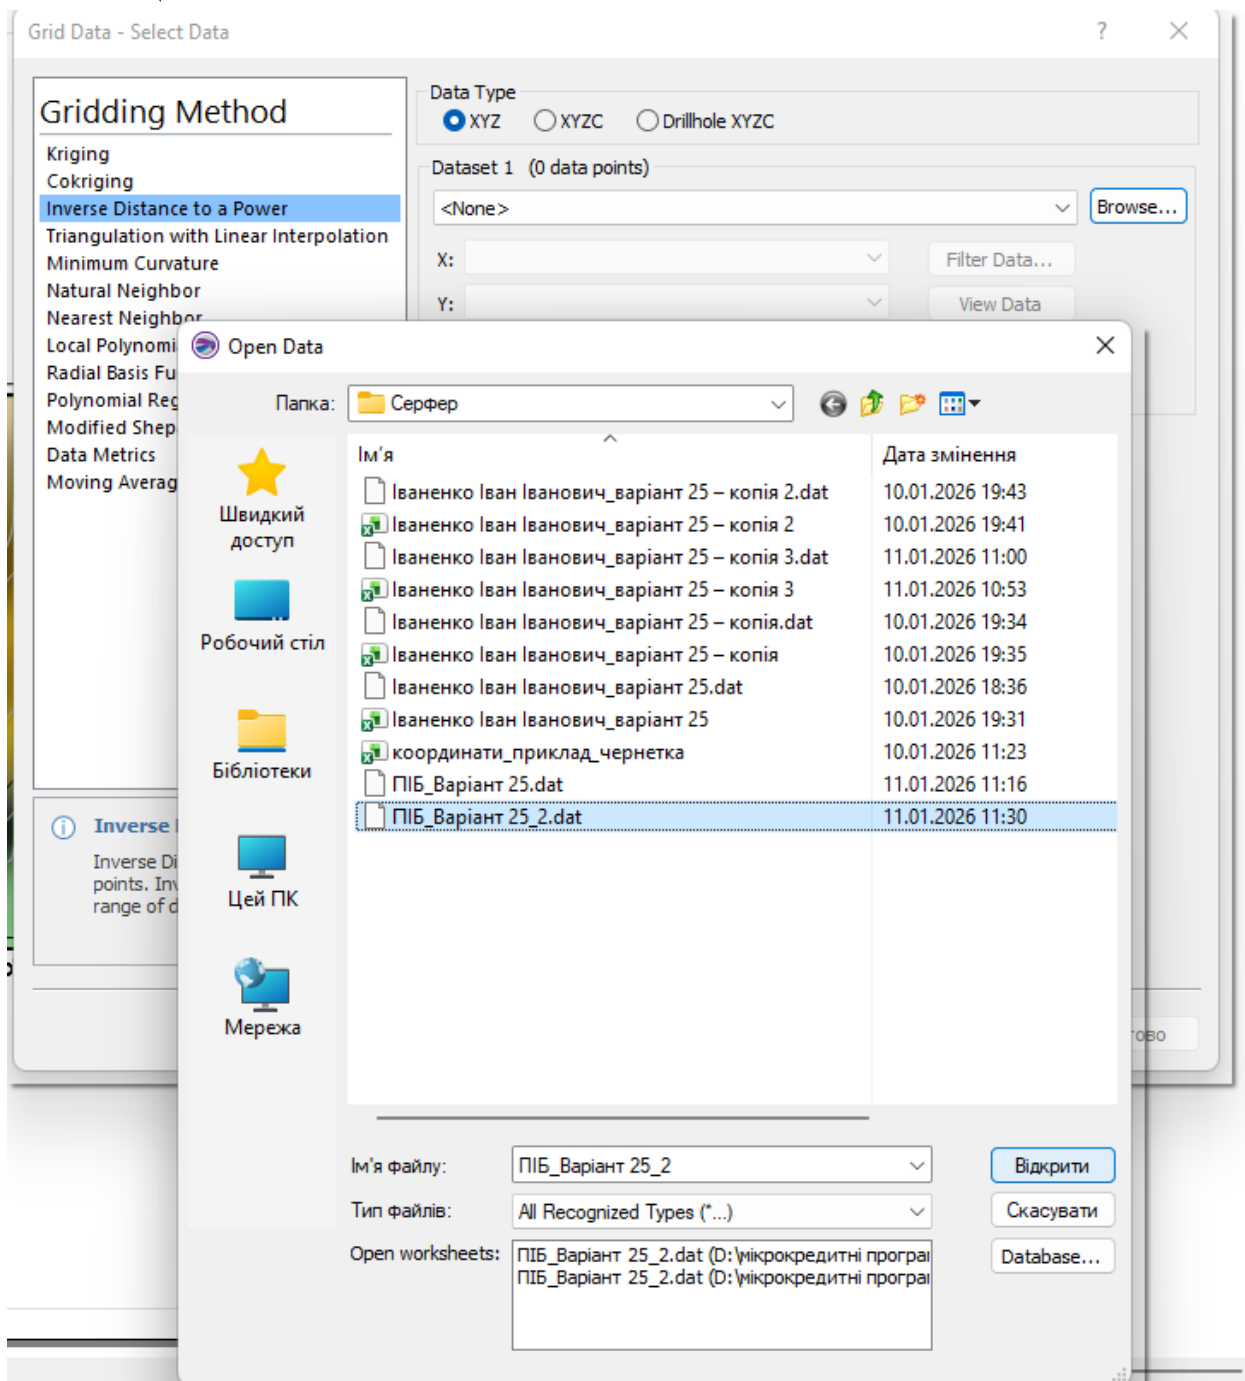 Grid Data - Select Data
?
Gridding Method
Kriging
Cokriging
Inverse Distance to a Power
Triangulation with Linear Interpolation
Minimum Curvature
Natural Neighbor
Nearest Neighbor
Local Polynomi
Radial Basis Fu
Polynomial Reg
Modified Shep
Data Metrics
Moving Averag
Data Type
XYZ XYZC Drillhole XYZC
Dataset 1 (0 data points)
<None> Browse...
X: Filter Data...
Y: View Data
Inverse
Inverse Di
points. Inv
range of d
Open Data
Папка: Серфер
Швидкий
доступ
Робочий стіл
Бібліотеки
Цей ПК
Мережа
Ім'я Дата змінення
Іваненко Іван Іванович_варіант 25 – копія 2.dat 10.01.2026 19:43
Іваненко Іван Іванович_варіант 25 – копія 2 10.01.2026 19:41
Іваненко Іван Іванович_варіант 25 – копія 3.dat 11.01.2026 11:00
Іваненко Іван Іванович_варіант 25 – копія 3 11.01.2026 10:53
Іваненко Іван Іванович_варіант 25 – копія.dat 10.01.2026 19:34
Іваненко Іван Іванович_варіант 25 – копія 10.01.2026 19:35
Іваненко Іван Іванович_варіант 25.dat 10.01.2026 18:36
Іваненко Іван Іванович_варіант 25 10.01.2026 19:31
координати_приклад_чернетка 10.01.2026 11:23
ПІБ_Варіант 25.dat 11.01.2026 11:16
ПІБ_Варіант 25_2.dat 11.01.2026 11:30
Ім'я файлу: ПІБ_Варіант 25_2 Відкрити
Тип файлів: All Recognized Types (*...) Скасувати
Open worksheets: ПІБ_Варіант 25_2.dat (D:\мікрокредитні програ Database...
ПІБ_Варіант 25_2.dat (D:\мікрокредитні програ